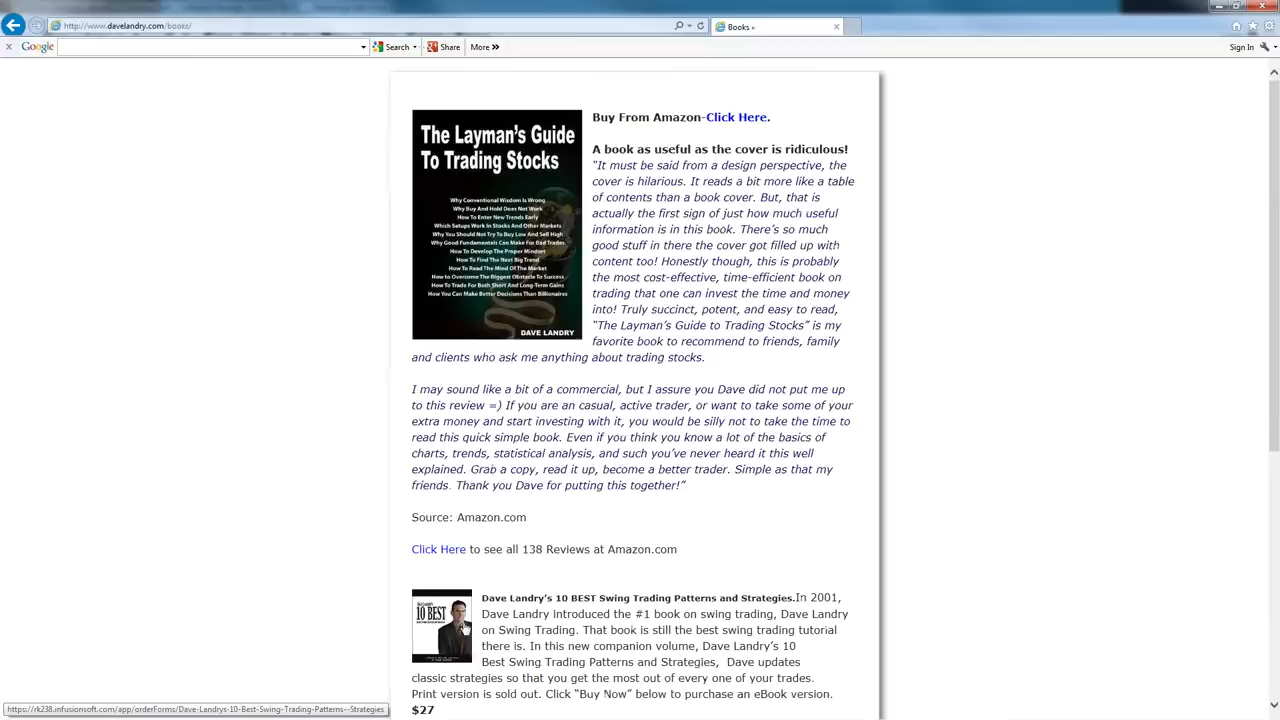 http://www.davelandry.com/books/
Books »
Google
Search
Share
More »
Sign In
The Layman's Guide
To Trading Stocks
Why Conventional Wisdom Is Wrong
Why Buy And Hold Does Not Work
How To Enter New Trends Early
Which Setups Work In Stocks And Other Markets
Why You Should Not Try To Buy Low And Sell High
Why Good Fundamentals Can Make For Bad Trades
How To Develop The Proper Mindset
How To Find The Next Big Trend
How To Read The Mind Of The Market
How to Overcome The Biggest Obstacle To Success
How To Trade For Both Short And Long-Term Gains
How You Can Make Better Decisions Than Billionaires
DAVE LANDRY
Buy From Amazon-Click Here.
A book as useful as the cover is ridiculous!
“It must be said from a design perspective, the
cover is hilarious. It reads a bit more like a table
of contents than a book cover. But, that is
actually the first sign of just how much useful
information is in this book. There’s so much
good stuff in there the cover got filled up with
content too! Honestly though, this is probably
the most cost-effective, time-efficient book on
trading that one can invest the time and money
into! Truly succinct, potent, and easy to read,
“The Layman’s Guide to Trading Stocks” is my
favorite book to recommend to friends, family
and clients who ask me anything about trading stocks.
I may sound like a bit of a commercial, but I assure you Dave did not put me up
to this review =) If you are an casual, active trader, or want to take some of your
extra money and start investing with it, you would be silly not to take the time to
read this quick simple book. Even if you think you know a lot of the basics of
charts, trends, statistical analysis, and such you’ve never heard it this well
explained. Grab a copy, read it up, become a better trader. Simple as that my
friends. Thank you Dave for putting this together!”
Source: Amazon.com
Click Here to see all 138 Reviews at Amazon.com
10 BEST
Dave Landry’s 10 BEST Swing Trading Patterns and Strategies.In 2001,
Dave Landry introduced the #1 book on swing trading, Dave Landry
on Swing Trading. That book is still the best swing trading tutorial
there is. In this new companion volume, Dave Landry’s 10
Best Swing Trading Patterns and Strategies, Dave updates
classic strategies so that you get the most out of every one of your trades.
Print version is sold out. Click “Buy Now” below to purchase an eBook version.
$27
https://rk238.infusionsoft.com/app/orderForms/Dave-Landrys-10-Best-Swing-Trading-Patterns--Strategies